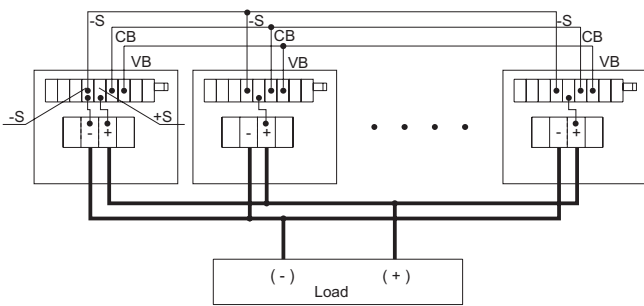 -S -S -S
CB CB CB
VB VB VB
-S +S
- + - + - +
(-) (+)
Load